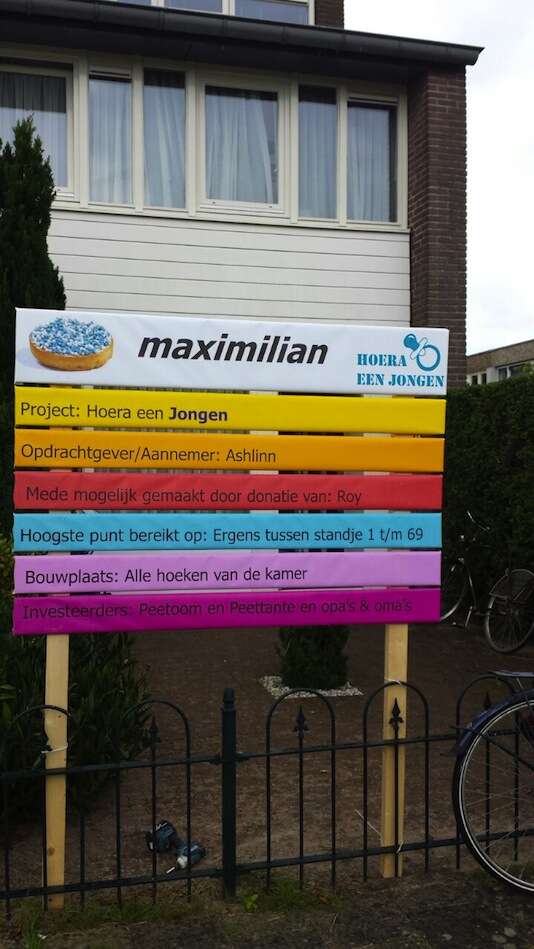 maximilian
HOERA
EEN JONGEN
Project: Hoera een Jongen
Opdrachtgever/Aannemer: Ashlinn
Mede mogelijk gemaakt door donatie van: Roy
Hoogste punt bereikt op: Ergens tussen standje 1 t/m 69
Bouwplaats: Alle hoeken van de kamer
Investeerders: Peetoom en Peettante en opa's & oma's